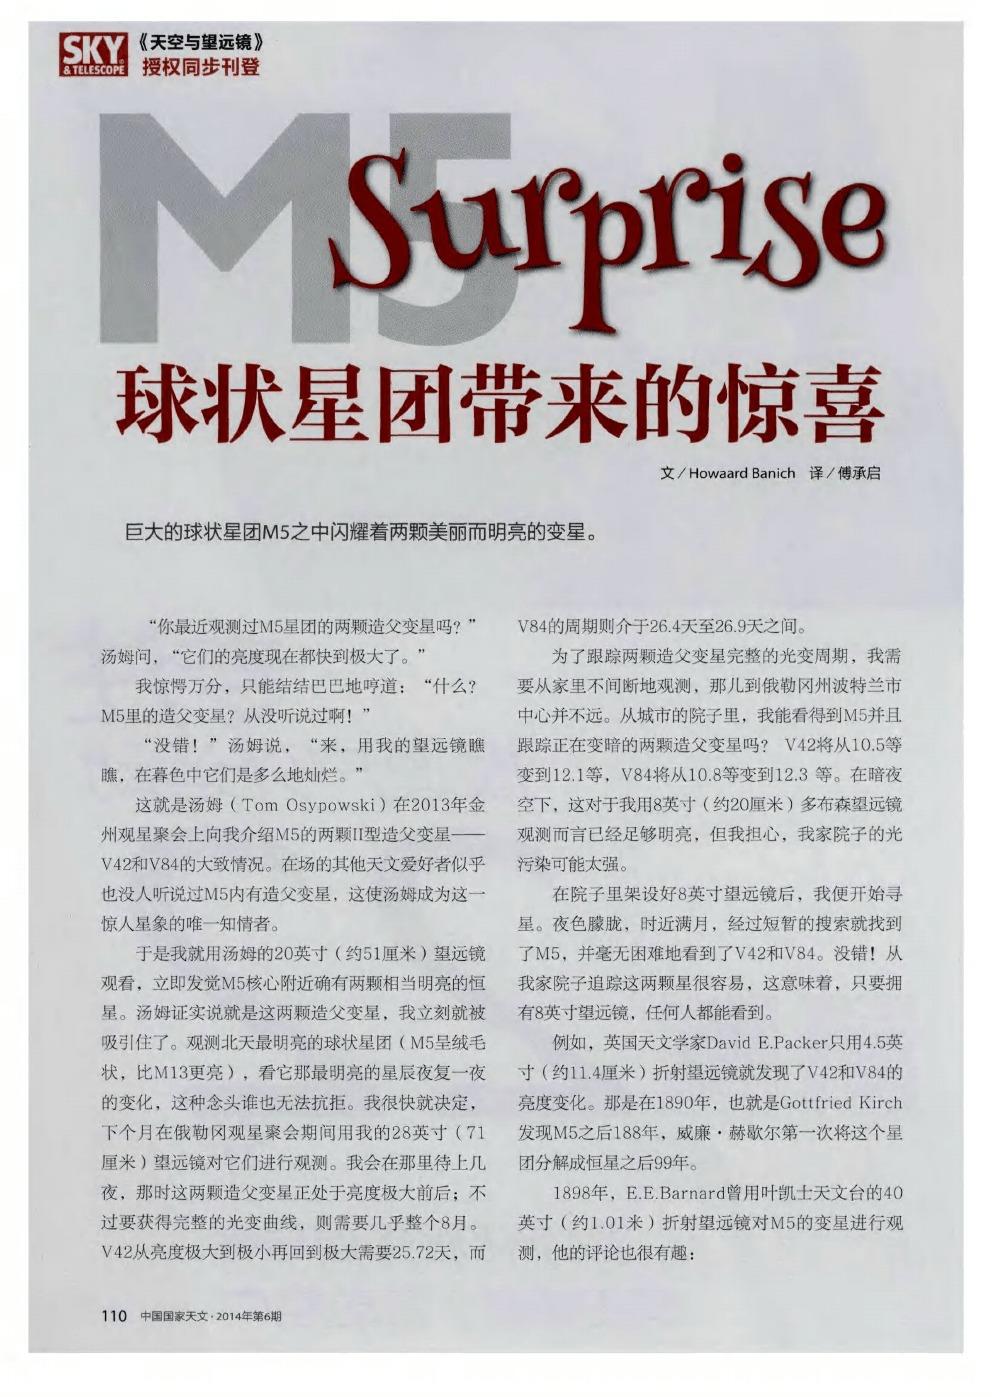 SKY
& TELESCOPE
《天空与望远镜》
授权同步刊登
M5
Surprise
球状星团带来的惊喜
文／Howaard Banich 译／傅承启
巨大的球状星团M5之中闪耀着两颗美丽而明亮的变星。
“你最近观测过M5星团的两颗造父变星吗？”
汤姆问，“它们的亮度现在都快到极大了。”
我惊愕万分，只能结结巴巴地哼道：“什么？
M5里的造父变星？从没听说过啊！”
“没错！”汤姆说，“来，用我的望远镜瞧
瞧，在暮色中它们是多么地灿烂。”
这就是汤姆（Tom Osypowski）在2013年金
州观星聚会上向我介绍M5的两颗II型造父变星——
V42和V84的大致情况。在场的其他天文爱好者似乎
也没人听说过M5内有造父变星，这使汤姆成为这一
惊人星象的唯一知情者。
于是我就用汤姆的20英寸（约51厘米）望远镜
观看，立即发觉M5核心附近确有两颗相当明亮的恒
星。汤姆证实说就是这两颗造父变星，我立刻就被
吸引住了。观测北天最明亮的球状星团（M5呈绒毛
状，比M13更亮），看它那最明亮的星辰夜复一夜
的变化，这种念头谁也无法抗拒。我很快就决定，
下个月在俄勒冈观星聚会期间用我的28英寸（71
厘米）望远镜对它们进行观测。我会在那里待上几
夜，那时这两颗造父变星正处于亮度极大前后；不
过要获得完整的光变曲线，则需要几乎整个8月。
V42从亮度极大到极小再回到极大需要25.72天，而
V84的周期则介于26.4天至26.9天之间。
为了跟踪两颗造父变星完整的光变周期，我需
要从家里不间断地观测，那儿到俄勒冈州波特兰市
中心并不远。从城市的院子里，我能看得到M5并且
跟踪正在变暗的两颗造父变星吗？ V42将从10.5等
变到12.1等，V84将从10.8等变到12.3 等。在暗夜
空下，这对于我用8英寸（约20厘米）多布森望远镜
观测而言已经足够明亮，但我担心，我家院子的光
污染可能太强。
在院子里架设好8英寸望远镜后，我便开始寻
星。夜色朦胧，时近满月，经过短暂的搜索就找到
了M5，并毫无困难地看到了V42和V84。没错！从
我家院子追踪这两颗星很容易，这意味着，只要拥
有8英寸望远镜，任何人都能看到。
例如，英国天文学家David E.Packer只用4.5英
寸（约11.4厘米）折射望远镜就发现了V42和V84的
亮度变化。那是在1890年，也就是Gottfried Kirch
发现M5之后188年，威廉·赫歇尔第一次将这个星
团分解成恒星之后99年。
1898年，E.E.Barnard曾用叶凯士天文台的40
英寸（约1.01米）折射望远镜对M5的变星进行观
测，他的评论也很有趣：
110 中国国家天文·2014年第6期